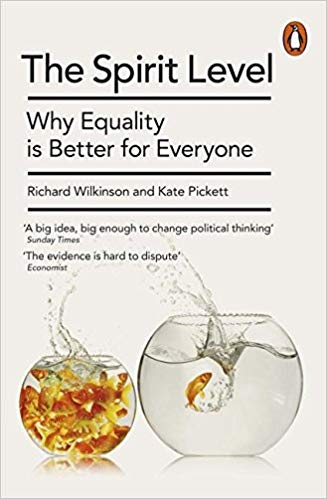 The Spirit Level
Why Equality
is Better for Everyone
Richard Wilkinson and Kate Pickett
‘A big idea, big enough to change political thinking’
Sunday Times
‘The evidence is hard to dispute’
Economist